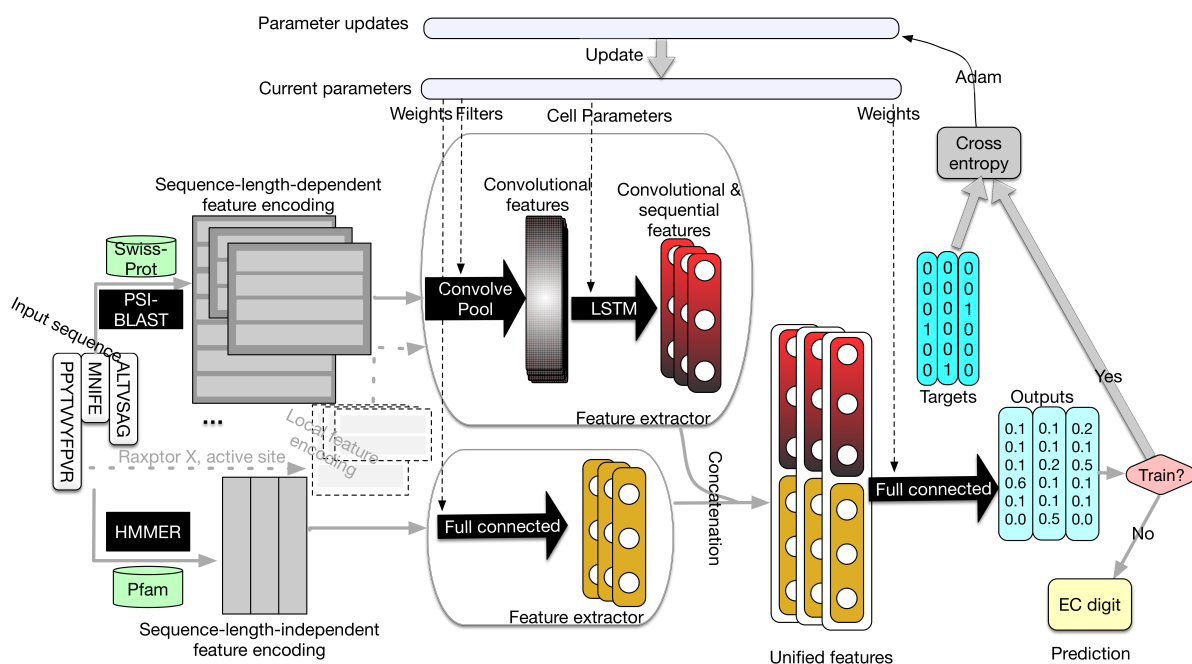 Parameter updates
Update
Current parameters
Adam
Weights
Filters
Cell Parameters
Weights
Cross
entropy
Sequence-length-dependent
feature encoding
Convolutional
features
Convolutional &
sequential
features
Swiss-
Prot
PSI-
BLAST
Convolve
Pool
LSTM
Input sequence
PPYTVVYFPVR
MNIFE
ALTVSAG
...
Local feature
encoding
Raxptor X, active site
Feature extractor
HMMER
Pfam
Full connected
Feature extractor
Sequence-length-independent
feature encoding
Concatenation
Full connected
Unified features
0 0 0
0 0 0
0 0 1
1 0 0
0 0 0
0 1 0
Targets
Outputs
0.1 0.1 0.2
0.1 0.1 0.1
0.1 0.2 0.5
0.6 0.1 0.1
0.1 0.1 0.1
0.0 0.5 0.0
Yes
Train?
No
EC digit
Prediction